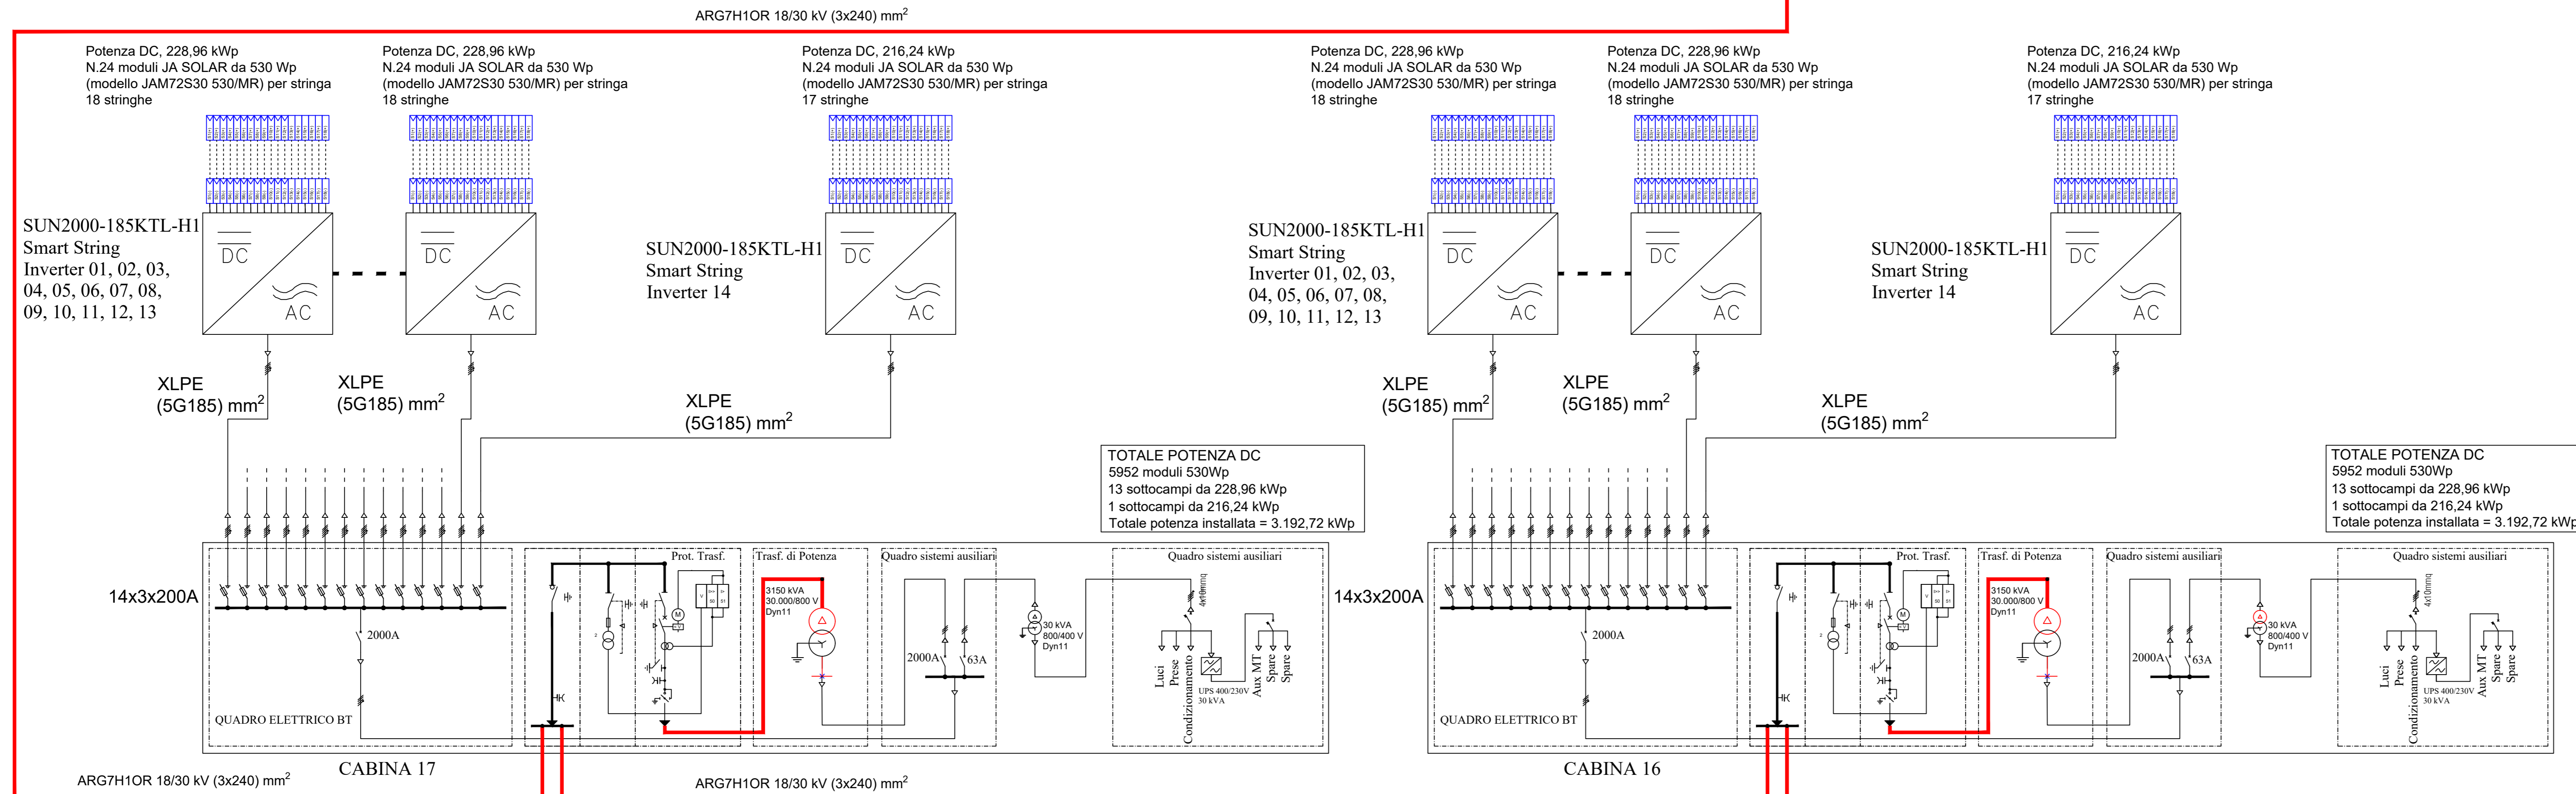 ARG7H1OR 18/30 kV (3x240) mm²
Potenza DC, 228,96 kWp
N.24 moduli JA SOLAR da 530 Wp
(modello JAM72S30 530/MR) per stringa
18 stringhe
Potenza DC, 228,96 kWp
N.24 moduli JA SOLAR da 530 Wp
(modello JAM72S30 530/MR) per stringa
18 stringhe
Potenza DC, 216,24 kWp
N.24 moduli JA SOLAR da 530 Wp
(modello JAM72S30 530/MR) per stringa
17 stringhe
SUN2000-185KTL-H1
Smart String
Inverter 01, 02, 03,
04, 05, 06, 07, 08,
09, 10, 11, 12, 13
DC
AC
DC
AC
SUN2000-185KTL-H1
Smart String
Inverter 14
DC
AC
XLPE
(5G185) mm²
XLPE
(5G185) mm²
XLPE
(5G185) mm²
TOTALE POTENZA DC
5952 moduli 530Wp
13 sottocampi da 228,96 kWp
1 sottocampi da 216,24 kWp
Totale potenza installata = 3.192,72 kWp
14x3x200A
2000A
QUADRO ELETTRICO BT
Prot. Trasf.
M
Trasf. di Potenza
3150 kVA
30.000/800 V
Dyn11
Quadro sistemi ausiliari
2000A
63A
30 kVA
800/400 V
Dyn11
Quadro sistemi ausiliari
4x10mmq
Luci
Prese
Condizionamento
UPS 400/230V
30 kVA
Aux MT
Spare
Spare
CABINA 17
ARG7H1OR 18/30 kV (3x240) mm²
ARG7H1OR 18/30 kV (3x240) mm²
Potenza DC, 228,96 kWp
N.24 moduli JA SOLAR da 530 Wp
(modello JAM72S30 530/MR) per stringa
18 stringhe
Potenza DC, 228,96 kWp
N.24 moduli JA SOLAR da 530 Wp
(modello JAM72S30 530/MR) per stringa
18 stringhe
Potenza DC, 216,24 kWp
N.24 moduli JA SOLAR da 530 Wp
(modello JAM72S30 530/MR) per stringa
17 stringhe
SUN2000-185KTL-H1
Smart String
Inverter 01, 02, 03,
04, 05, 06, 07, 08,
09, 10, 11, 12, 13
DC
AC
DC
AC
SUN2000-185KTL-H1
Smart String
Inverter 14
DC
AC
XLPE
(5G185) mm²
XLPE
(5G185) mm²
XLPE
(5G185) mm²
TOTALE POTENZA DC
5952 moduli 530Wp
13 sottocampi da 228,96 kWp
1 sottocampi da 216,24 kWp
Totale potenza installata = 3.192,72 kWp
14x3x200A
2000A
QUADRO ELETTRICO BT
Prot. Trasf.
M
Trasf. di Potenza
3150 kVA
30.000/800 V
Dyn11
Quadro sistemi ausiliari
2000A
63A
30 kVA
800/400 V
Dyn11
Quadro sistemi ausiliari
4x10mmq
Luci
Prese
Condizionamento
UPS 400/230V
30 kVA
Aux MT
Spare
Spare
CABINA 16